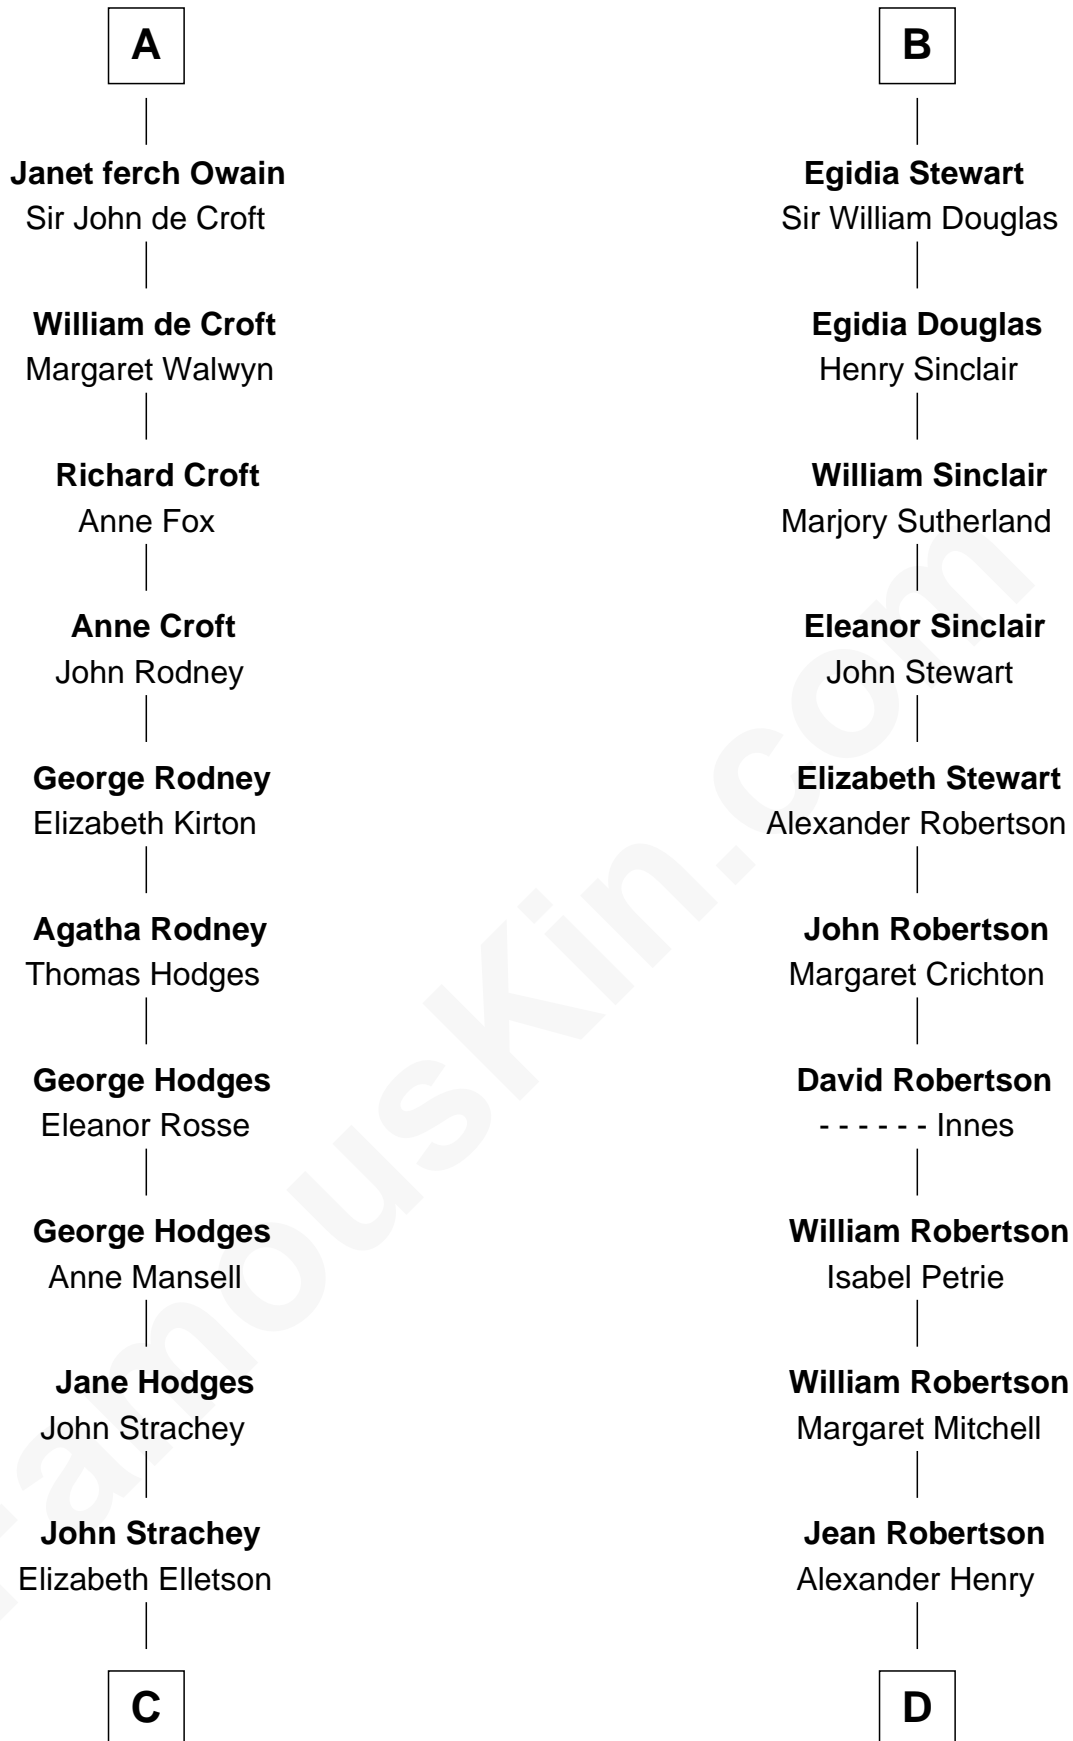 A
Janet ferch Owain
Sir John de Croft
William de Croft
Margaret Walwyn
Richard Croft
Anne Fox
Anne Croft
John Rodney
George Rodney
Elizabeth Kirton
Agatha Rodney
Thomas Hodges
George Hodges
Eleanor Rosse
George Hodges
Anne Mansell
Jane Hodges
John Strachey
John Strachey
Elizabeth Elletson
C
B
Egidia Stewart
Sir William Douglas
Egidia Douglas
Henry Sinclair
William Sinclair
Marjory Sutherland
Eleanor Sinclair
John Stewart
Elizabeth Stewart
Alexander Robertson
John Robertson
Margaret Crichton
David Robertson
- - - - - - Innes
William Robertson
Isabel Petrie
William Robertson
Margaret Mitchell
Jean Robertson
Alexander Henry
D
FamousKin.com